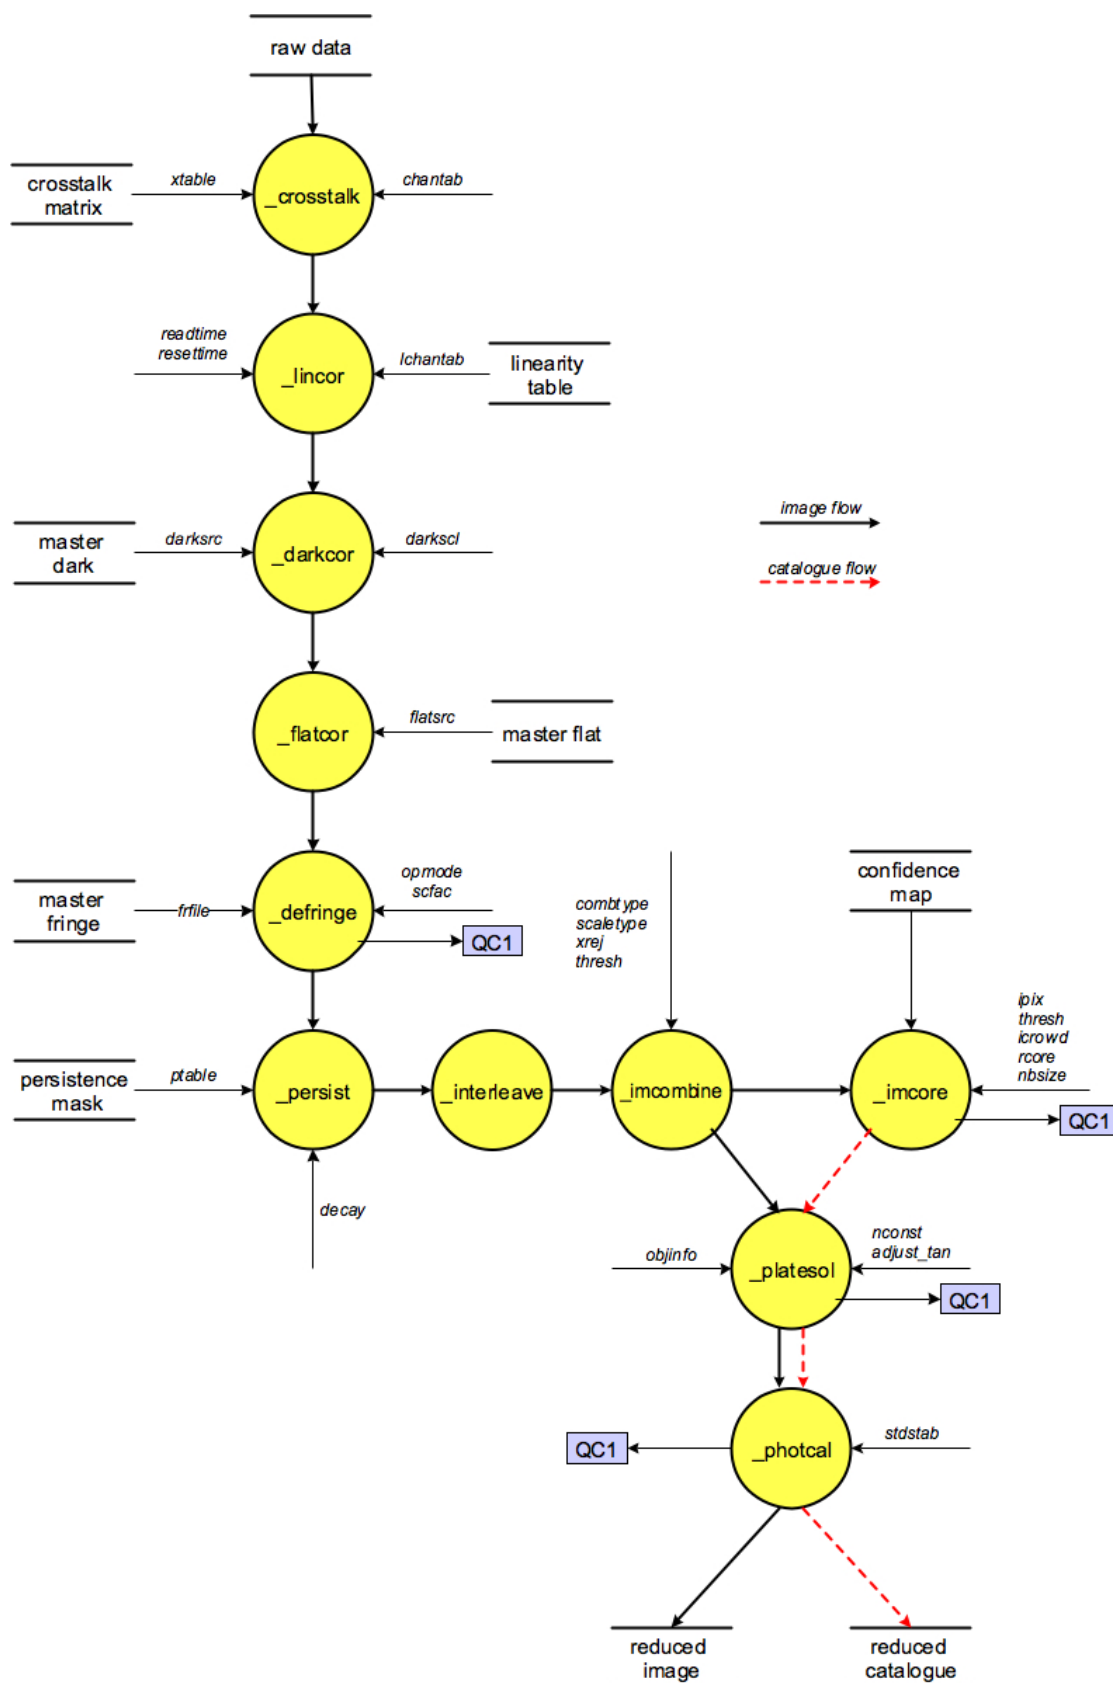 raw data
crosstalk
matrix
xtable
_crosstalk
chantab
readtime
resettime
_lincor
lchantab
linearity
table
master
dark
darksrc
_darkcor
darkscl
image flow
catalogue flow
_flatcor
flatsrc
master flat
master
fringe
frfile
_defringe
opmode
scfac
QC1
combtype
scaletype
xrej
thresh
confidence
map
persistence
mask
ptable
_persist
_interleave
_imcombine
_imcore
ipix
thresh
icrowd
rcore
nbsize
QC1
decay
objinfo
_platesol
nconst
adjust_tan
QC1
QC1
_photcal
stdstab
reduced
image
reduced
catalogue